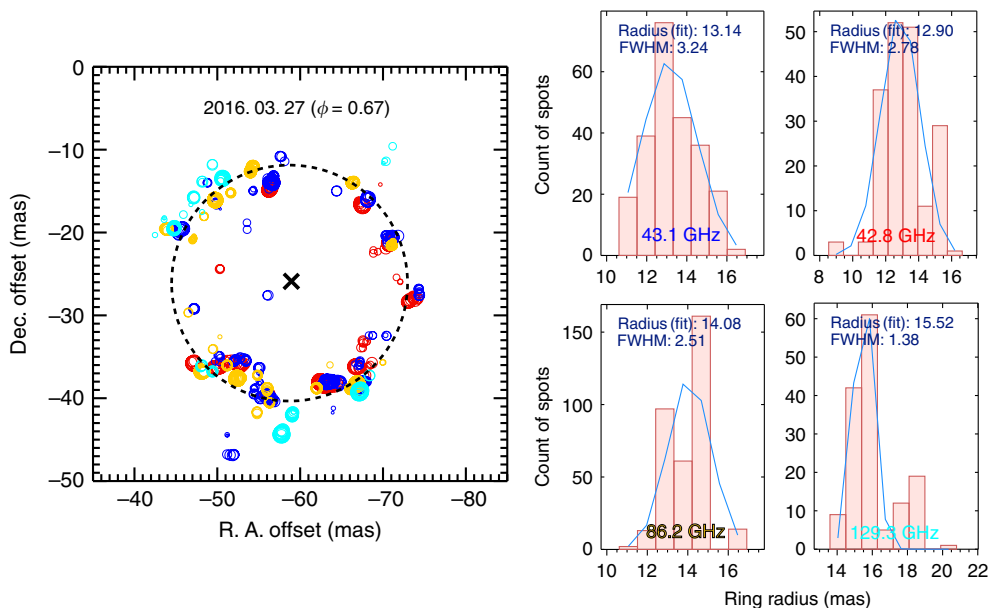 2016. 03. 27 (ϕ = 0.67)
0
−10
−20
−30
−40
−50
Dec. offset (mas)
−40
−50
−60
−70
R. A. offset (mas)
Radius (fit): 13.14
FWHM: 3.24
43.1 GHz
0
20
40
60
Count of spots
10
12
14
16
Radius (fit): 12.90
FWHM: 2.78
42.8 GHz
0
10
20
30
40
50
8
10
12
14
16
Radius (fit): 14.08
FWHM: 2.51
86.2 GHz
0
50
100
150
Count of spots
10
12
14
16
Radius (fit): 15.52
FWHM: 1.38
129.3 GHz
0
10
20
30
40
50
60
14
16
18
20
22
Ring radius (mas)